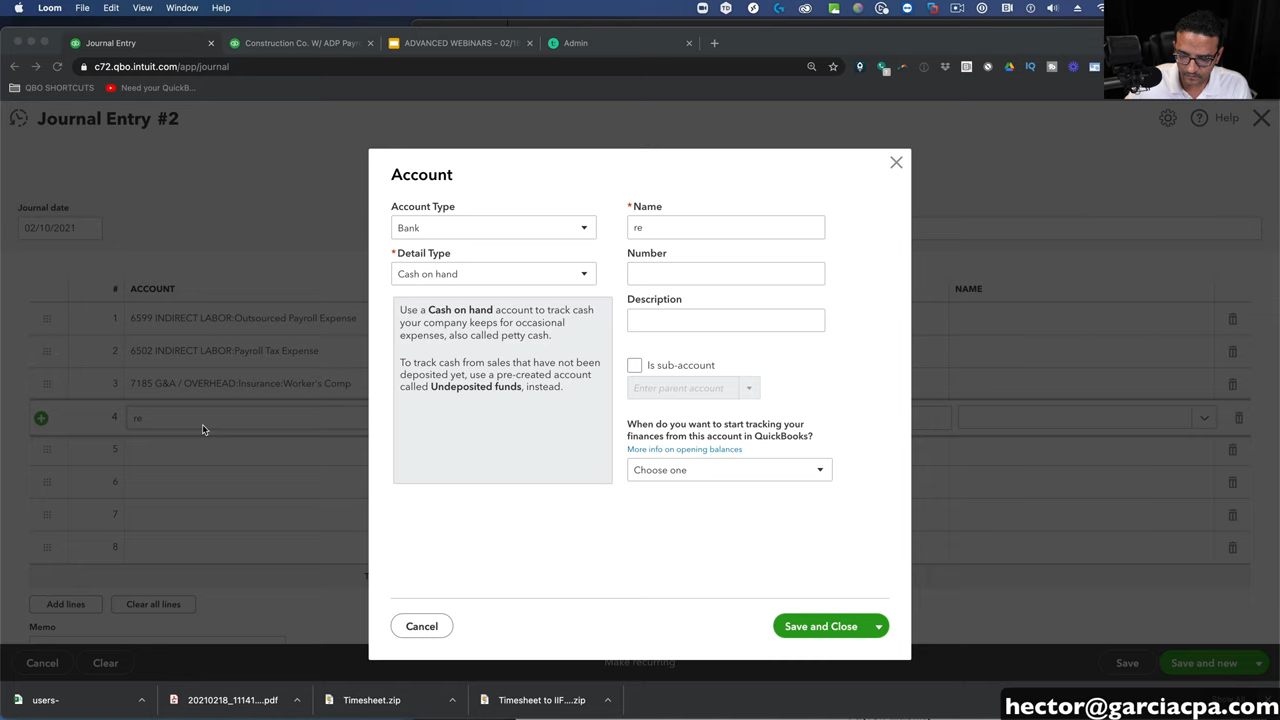 Loom File Edit View Window Help
Journal Entry
Construction Co. W/ ADP Payr
ADVANCED WEBINARS - 02/1
Admin
c72.qbo.intuit.com/app/journal
QBO SHORTCUTS
Need your QuickB...
Journal Entry #2
Help
Journal date
02/10/2021
# ACCOUNT
NAME
1 6599 INDIRECT LABOR:Outsourced Payroll Expense
2 6502 INDIRECT LABOR:Payroll Tax Expense
3 7185 G&A / OVERHEAD:Insurance:Worker's Comp
4 re
5
6
7
8
Add lines
Clear all lines
Memo
Account
Account Type
Bank
* Detail Type
Cash on hand
Use a Cash on hand account to track cash
your company keeps for occasional
expenses, also called petty cash.
To track cash from sales that have not been
deposited yet, use a pre-created account
called Undeposited funds, instead.
* Name
re
Number
Description
Is sub-account
Enter parent account
When do you want to start tracking your
finances from this account in QuickBooks?
More info on opening balances
Choose one
Cancel
Save and Close
Cancel
Clear
Make recurring
Save
Save and new
users-
20210218_11141....pdf
Timesheet.zip
Timesheet to IIF....zip
Show All
hector@garciacpa.com